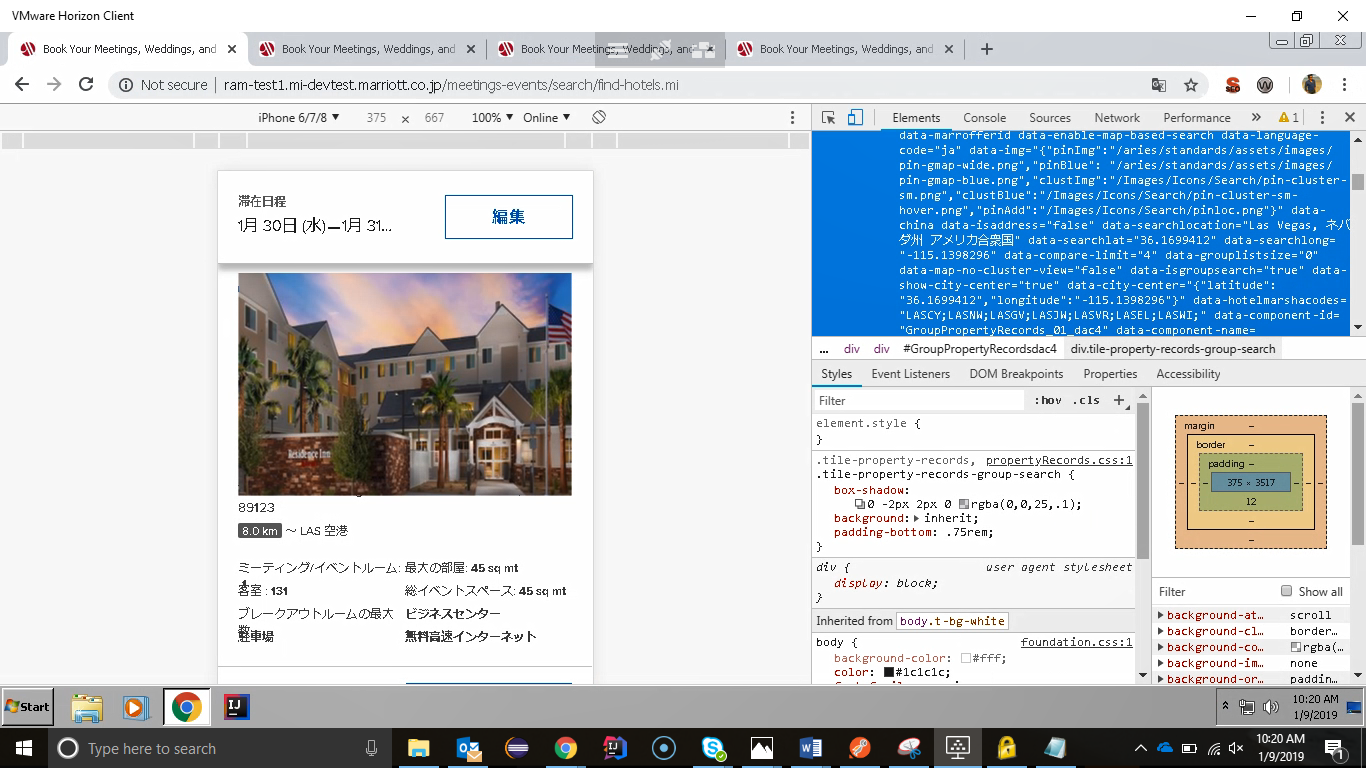 VMware Horizon Client
Book Your Meetings, Weddings, and
Book Your Meetings, Weddings, and
Book Your Meetings, Weddings, and
Book Your Meetings, Weddings, and
Not secure | ram-test1.mi-devtest.marriott.co.jp/meetings-events/search/find-hotels.mi
iPhone 6/7/8 ▼ 375 × 667 100% ▼ Online ▼
Elements Console Sources Network Performance » 1
滞在日程
1月 30日 (水)—1月 31...
編集
Residence Inn
89123
8.0 km ～ LAS 空港
ミーティング/イベントルーム: 最大の部屋: 45 sq mt
客室 : 131 総イベントスペース: 45 sq mt
ブレークアウトルームの最大 ビジネスセンター
数
駐車場 無料高速インターネット
data-marrofferid data-enable-map-based-search data-language-
code="ja" data-img="{"pinImg":"/aries/standards/assets/images/
pin-gmap-wide.png","pinBlue": "/aries/standards/assets/images/
pin-gmap-blue.png","clustImg":"/Images/Icons/Search/pin-cluster-
sm.png","clustBlue":"/Images/Icons/Search/pin-cluster-sm-
hover.png","pinAdd":"/Images/Icons/Search/pinloc.png"}" data-
china data-isaddress="false" data-searchlocation="Las Vegas, ネバ
ダ州 アメリカ合衆国" data-searchlat="36.1699412" data-searchlong=
"-115.1398296" data-compare-limit="4" data-grouplistsize="0"
data-map-no-cluster-view="false" data-isgroupsearch="true" data-
show-city-center="true" data-city-center="{"latitude":
"36.1699412","longitude":"-115.1398296"}" data-hotelmarshacodes=
"LASCY;LASNW;LASGV;LASJW;LASVR;LASEL;LASWI;" data-component-id=
"GroupPropertyRecords_01_dac4" data-component-name=
... div div #GroupPropertyRecordsdac4 div.tile-property-records-group-search
Styles Event Listeners DOM Breakpoints Properties Accessibility
Filter :hov .cls +
element.style {
}
.tile-property-records, propertyRecords.css:1
.tile-property-records-group-search {
box-shadow:
0 -2px 2px 0 rgba(0,0,25,.1);
background: inherit;
padding-bottom: .75rem;
}
div { user agent stylesheet
display: block;
}
Inherited from body.t-bg-white
body { foundation.css:1
background-color: #fff;
color: #1c1c1c;
margin –
border –
padding –
– – – 375 × 3517 – – –
12
–
–
Filter Show all
background-at… scroll
background-cl… border…
background-co… rgba(…
background-im… none
background-or… paddin…
Start
10:20 AM
1/9/2019
Type here to search
10:20 AM
1/9/2019
1